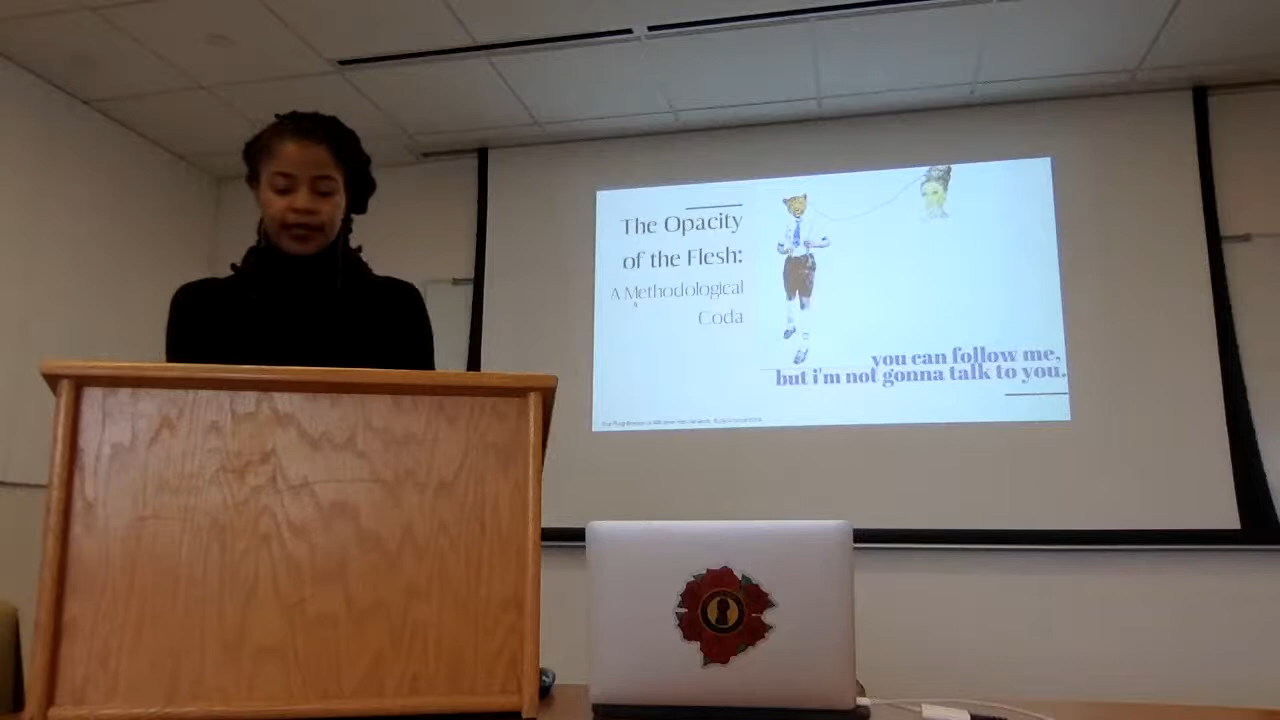 The Opacity
of the Flesh:
A Methodological
Coda
you can follow me,
but i'm not gonna talk to you.